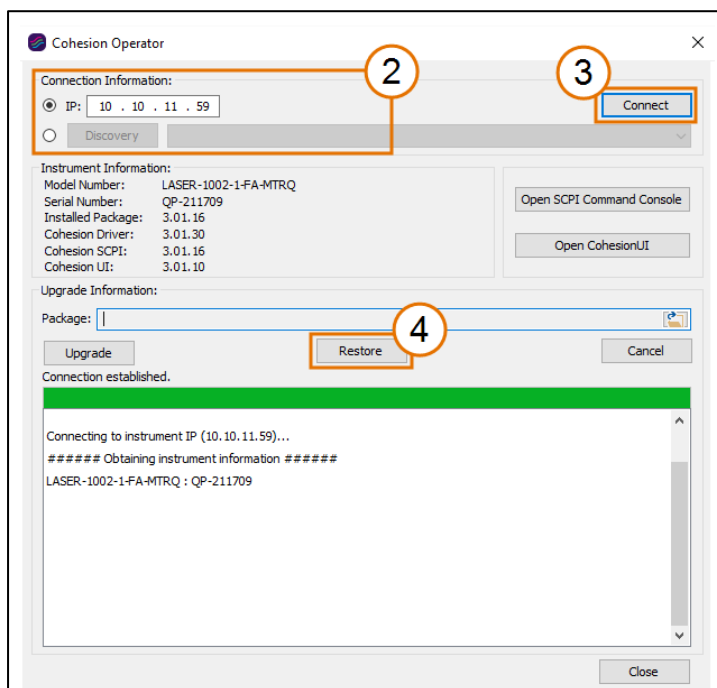 Cohesion Operator
2
3
Connection Information:
IP: 10 . 10 . 11 . 59
Connect
Discovery
Instrument Information:
Model Number: LASER-1002-1-FA-MTRQ
Serial Number: QP-211709
Installed Package: 3.01.16
Cohesion Driver: 3.01.30
Cohesion SCPI: 3.01.16
Cohesion UI: 3.01.10
Open SCPI Command Console
Open CohesionUI
Upgrade Information:
Package:
4
Upgrade
Restore
Cancel
Connection established.
Connecting to instrument IP (10.10.11.59)...
###### Obtaining instrument information ######
LASER-1002-1-FA-MTRQ : QP-211709
Close